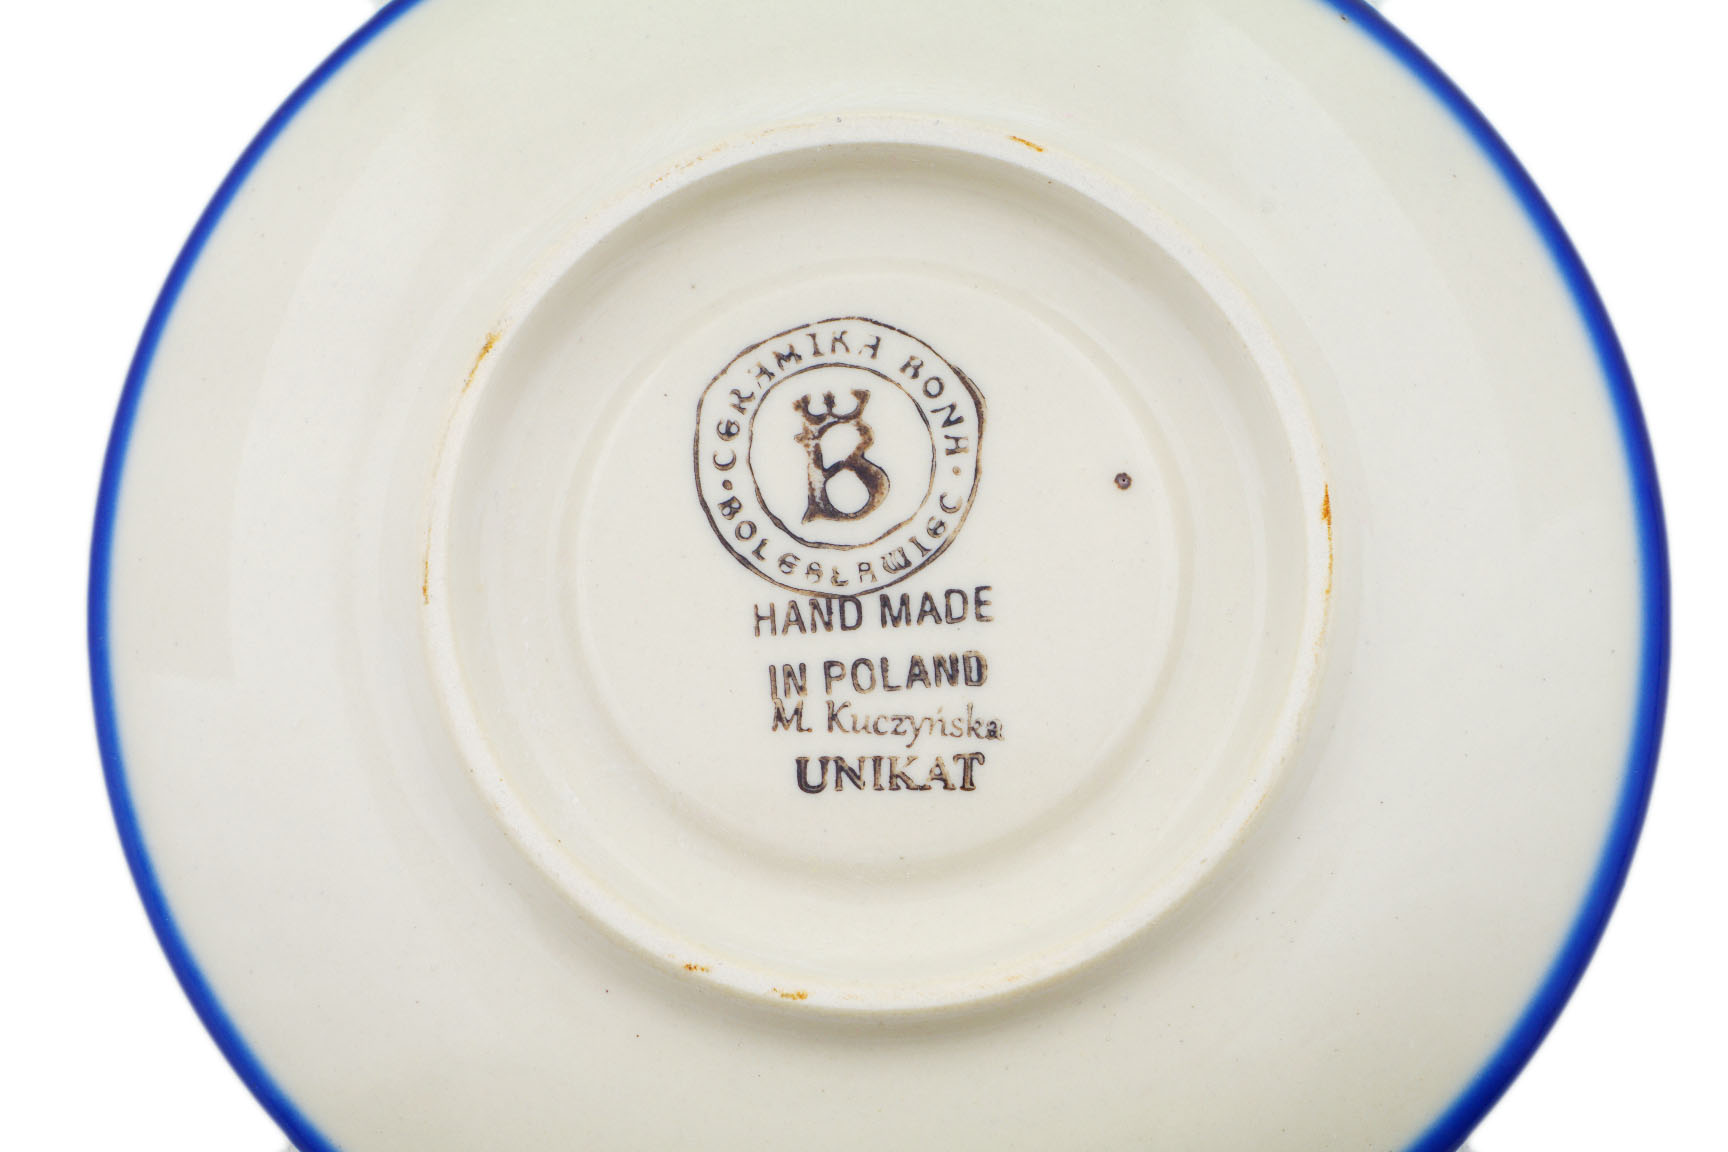 CERAMIKA BONA
B
BOLESŁAWIEC
HAND MADE
IN POLAND
M. Kuczyńska
UNIKAT